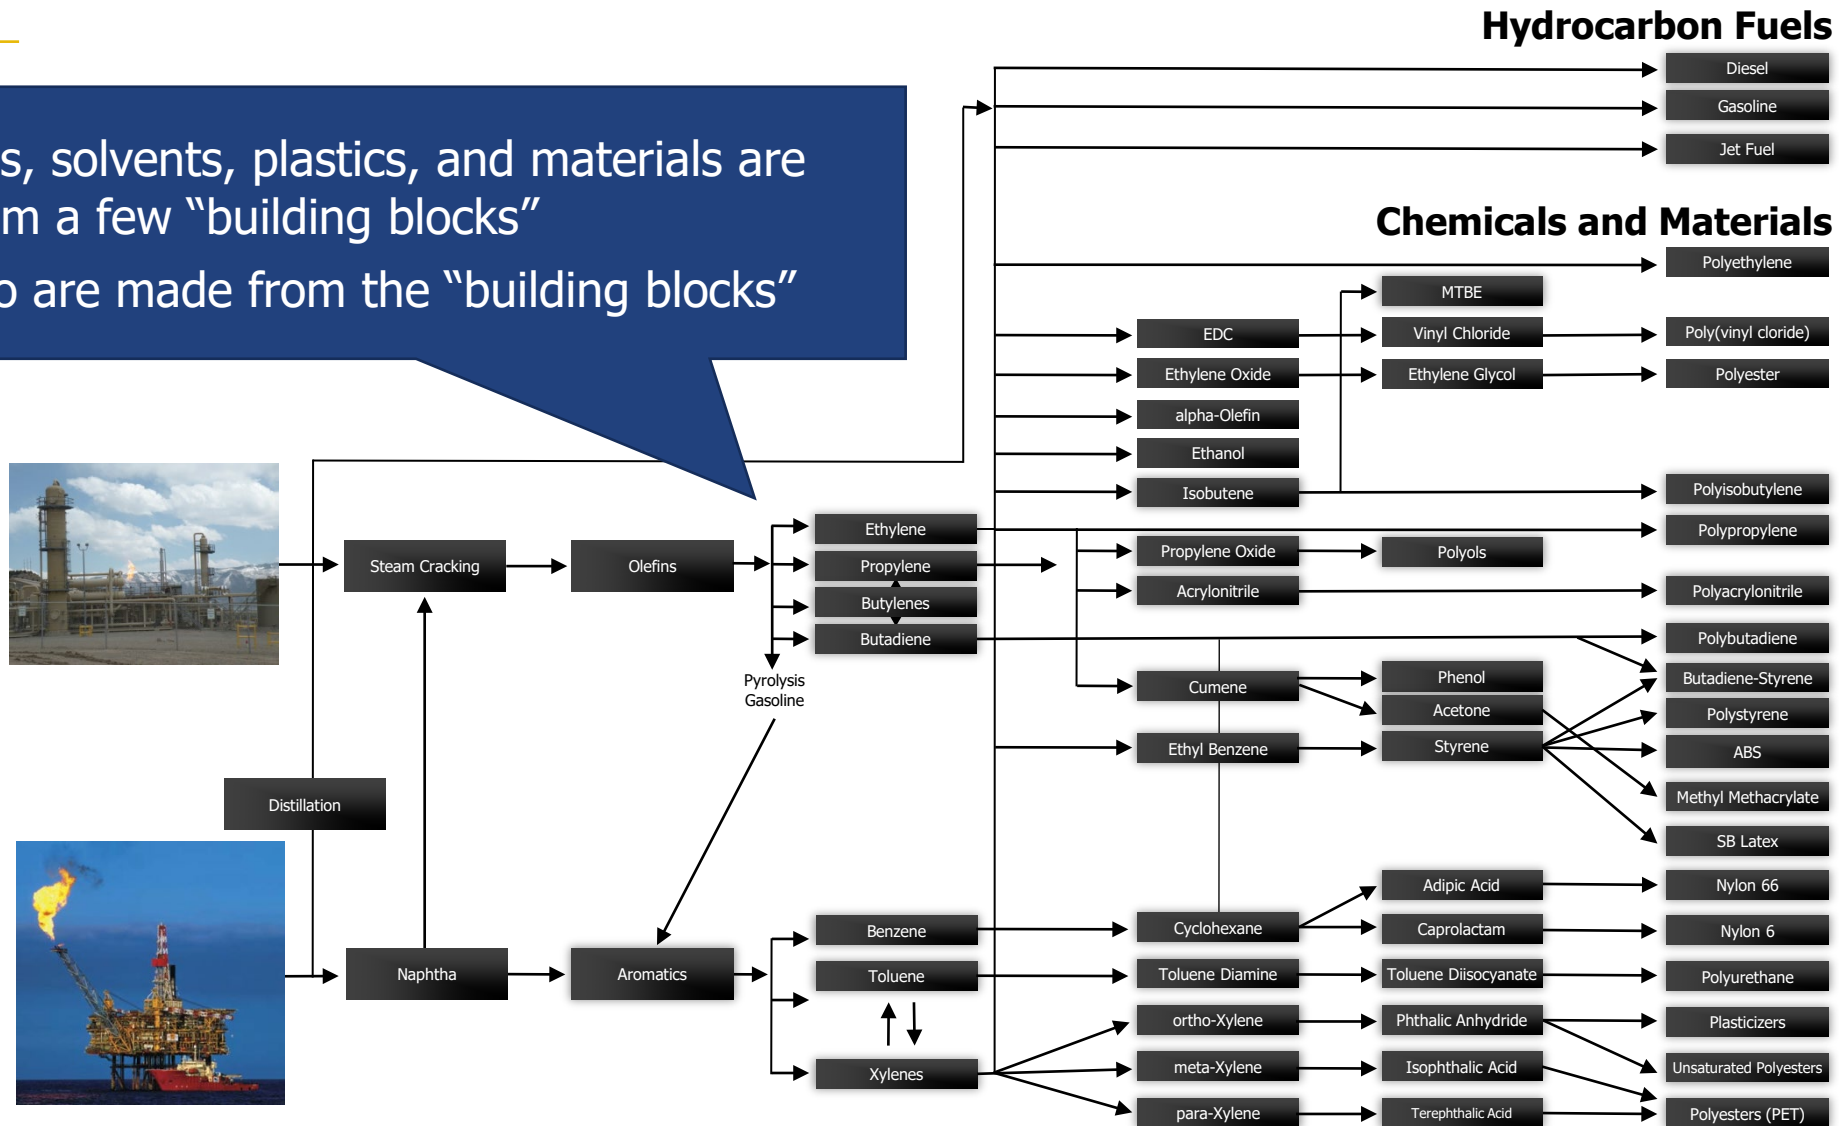 Hydrocarbon Fuels
Diesel
Gasoline
Jet Fuel
s, solvents, plastics, and materials are
m a few “building blocks”
o are made from the “building blocks”
Chemicals and Materials
Polyethylene
MTBE
EDC
Vinyl Chloride
Poly(vinyl cloride)
Ethylene Oxide
Ethylene Glycol
Polyester
alpha-Olefin
Ethanol
Isobutene
Polyisobutylene
Ethylene
Polypropylene
Steam Cracking
Olefins
Propylene
Propylene Oxide
Polyols
Butylenes
Acrylonitrile
Polyacrylonitrile
Butadiene
Polybutadiene
Pyrolysis
Gasoline
Cumene
Phenol
Butadiene-Styrene
Acetone
Polystyrene
Ethyl Benzene
Styrene
ABS
Distillation
Methyl Methacrylate
SB Latex
Adipic Acid
Nylon 66
Benzene
Cyclohexane
Caprolactam
Nylon 6
Naphtha
Aromatics
Toluene
Toluene Diamine
Toluene Diisocyanate
Polyurethane
ortho-Xylene
Phthalic Anhydride
Plasticizers
Xylenes
meta-Xylene
Isophthalic Acid
Unsaturated Polyesters
para-Xylene
Terephthalic Acid
Polyesters (PET)